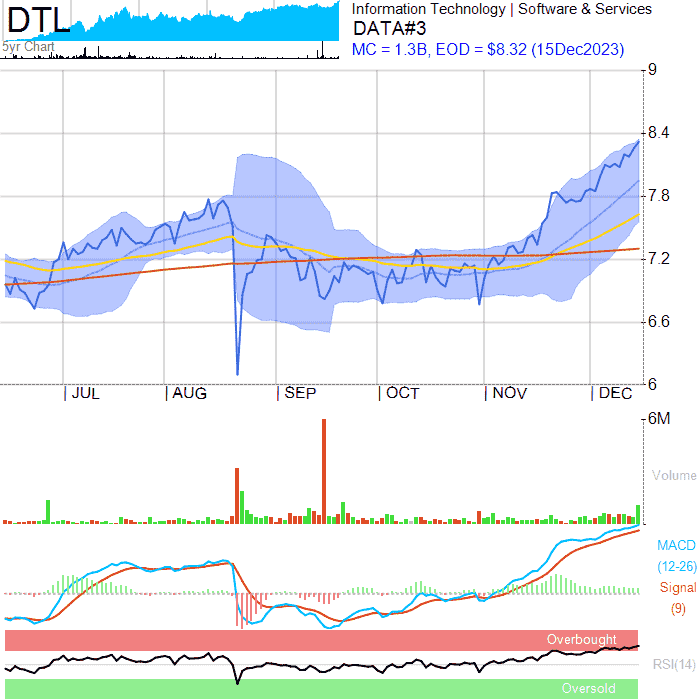 DTL
5yr Chart
Information Technology | Software & Services
DATA#3
MC = 1.3B, EOD = $8.32 (15Dec2023)
9
8.4
7.8
7.2
6.6
6
| JUL | AUG | SEP | OCT | NOV | DEC
6M
Volume
MACD
(12-26)
Signal
(9)
Overbought
RSI(14)
Oversold